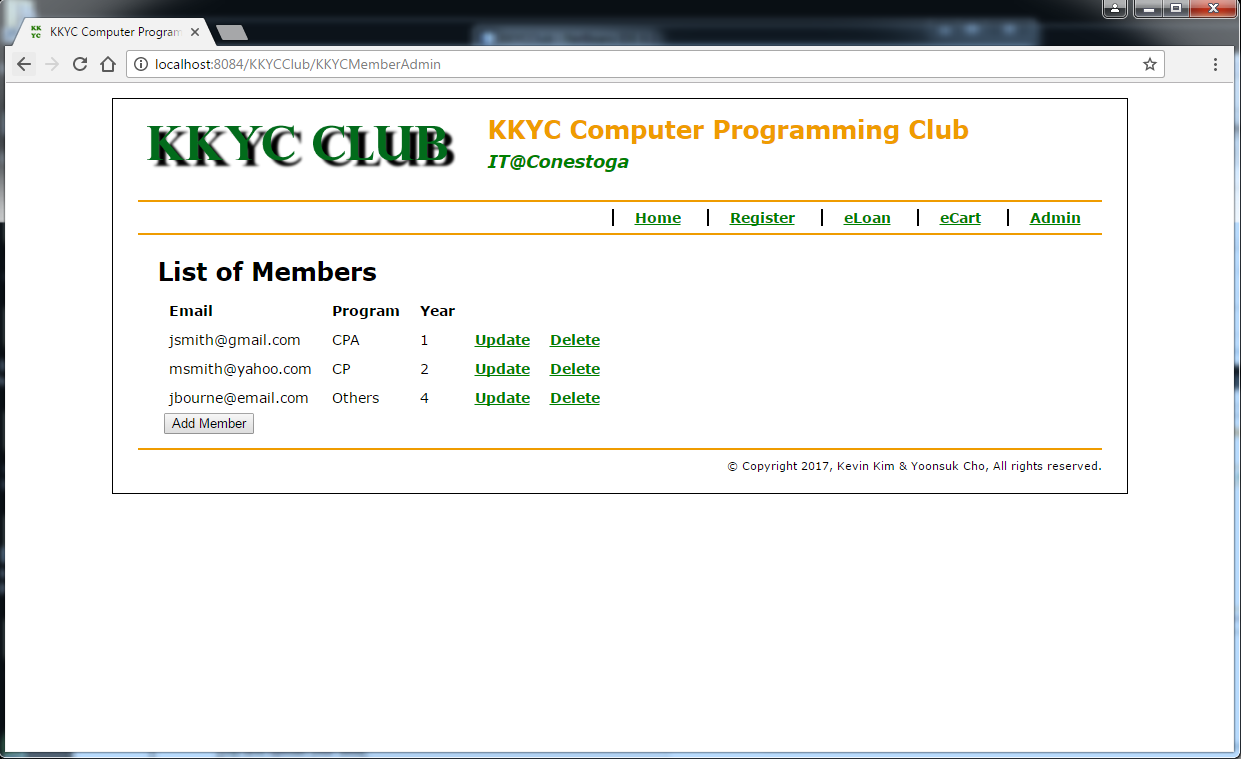 KK YC KKYC Computer Program
localhost:8084/KKYCClub/KKYCMemberAdmin
KKYC CLUB
KKYC Computer Programming Club
IT@Conestoga
Home Register eLoan eCart Admin
List of Members
Email Program Year
jsmith@gmail.com CPA 1 Update Delete
msmith@yahoo.com CP 2 Update Delete
jbourne@email.com Others 4 Update Delete
Add Member
© Copyright 2017, Kevin Kim & Yoonsuk Cho, All rights reserved.